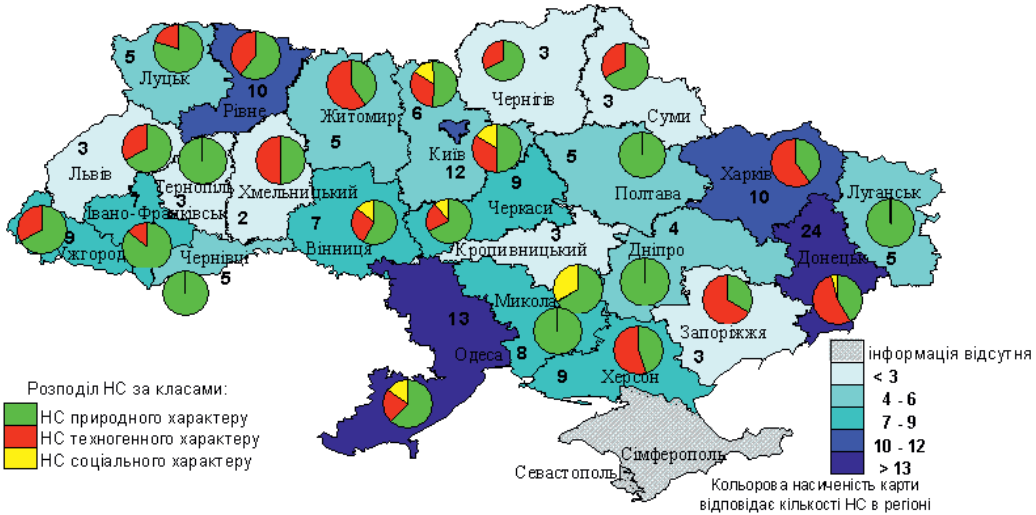 5
Луцьк
10
Рівне
Житомир
5
6
Київ
12
3
Чернігів
3
Суми
3
Львів
Тернопіль
3
Хмельницький
2
7
Івано-Франківськ
9
Ужгород
Чернівці
5
7
Вінниця
9
Черкаси
5
Полтава
Харків
10
Луганськ
5
24
Донецьк
3
Кропивницький
4
Дніпро
Микола
8
13
Одеса
Запоріжжя
3
9
Херсон
Сімферополь
Севастополь
Розподіл НС за класами:
НС природного характеру
НС техногенного характеру
НС соціального характеру
інформація відсутня
< 3
4 - 6
7 - 9
10 - 12
> 13
Кольорова насиченість карти
відповідає кількості НС в регіоні